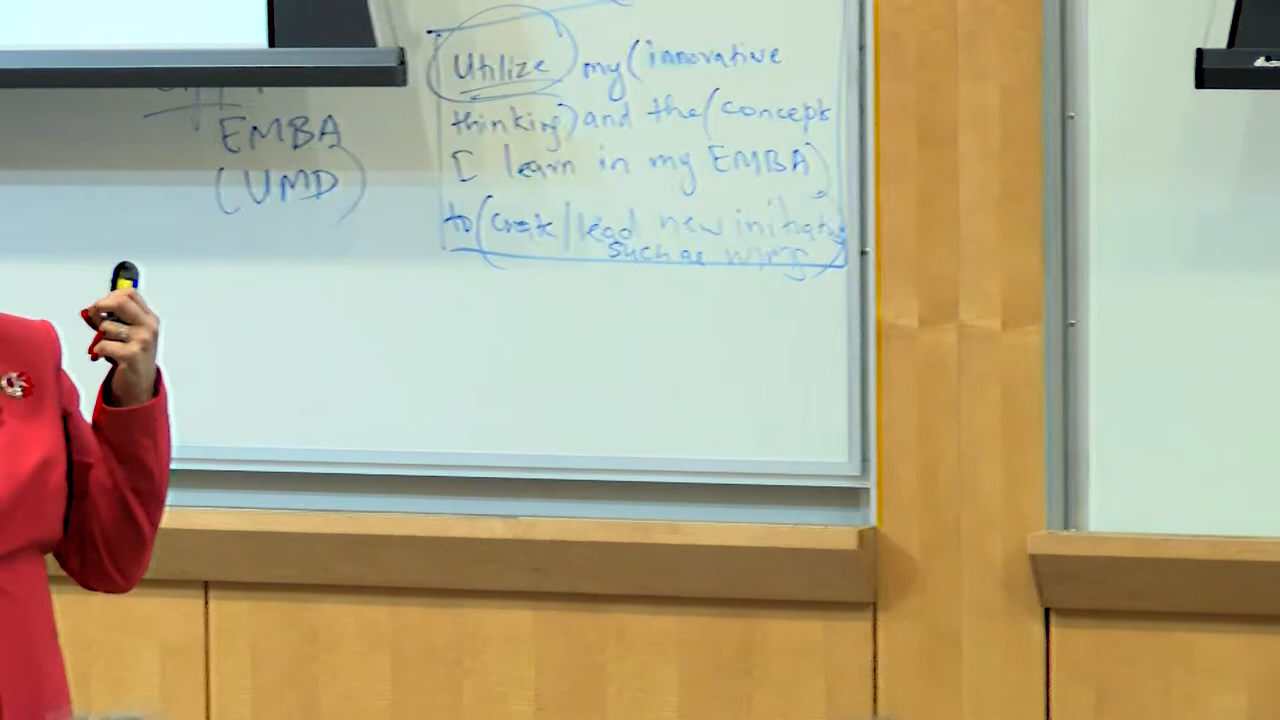 EMBA
(UMD)
Utilize my (innovative
thinking) and the (concepts
I learn in my EMBA)
to (create/lead new initiatives
such as WIMS)